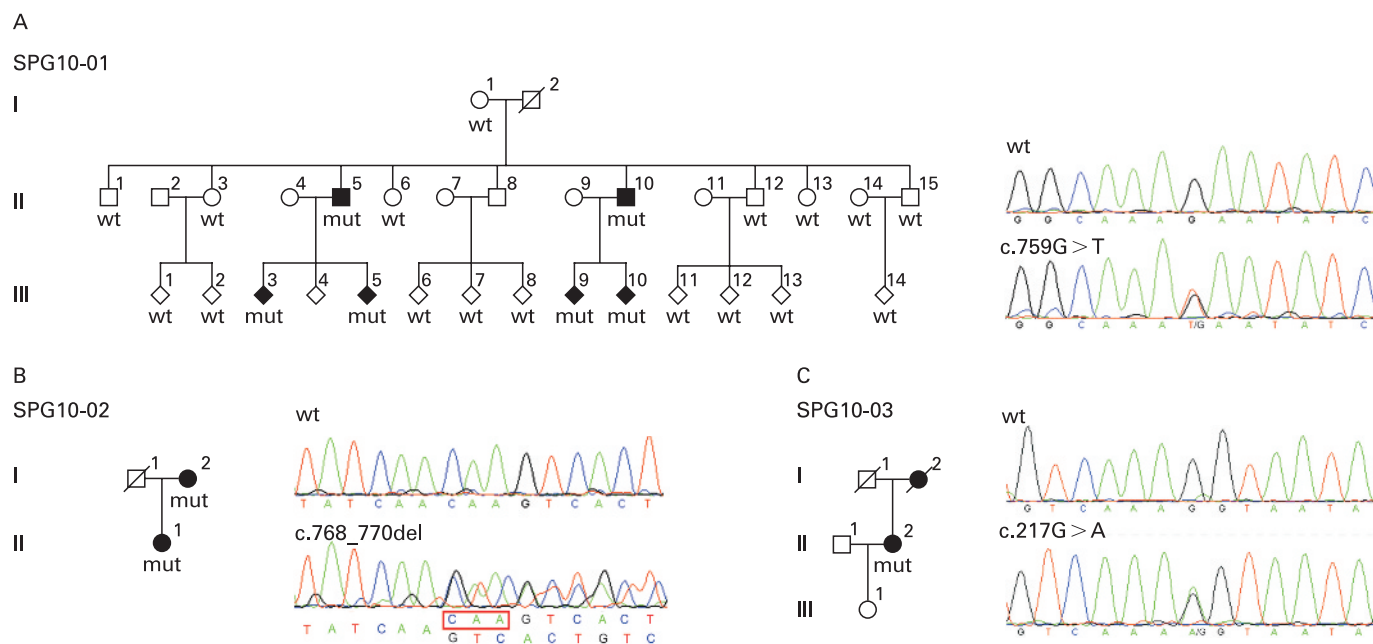 A
SPG10-01
I
1 2
wt
II
1 2 3 4 5 6 7 8 9 10 11 12 13 14 15
wt wt mut wt mut wt wt wt
III
1 2 3 4 5 6 7 8 9 10 11 12 13 14
wt wt mut mut wt wt wt mut mut wt wt wt wt
wt
G G C A A A G A A T A T C
c.759G > T
G G C A A A T/G A A T A T C
B
SPG10-02
I
1 2
mut
II
1
mut
wt
T A T C A A C A A G T C A C T
c.768_770del
T A T C A A C A A G T C A C T
G T C A C T G T C
C
SPG10-03
I
1 2
II
1 2
mut
III
1
wt
G T C A A A G G T A A T A
c.217G > A
G T C A A A A/G G T A A T A